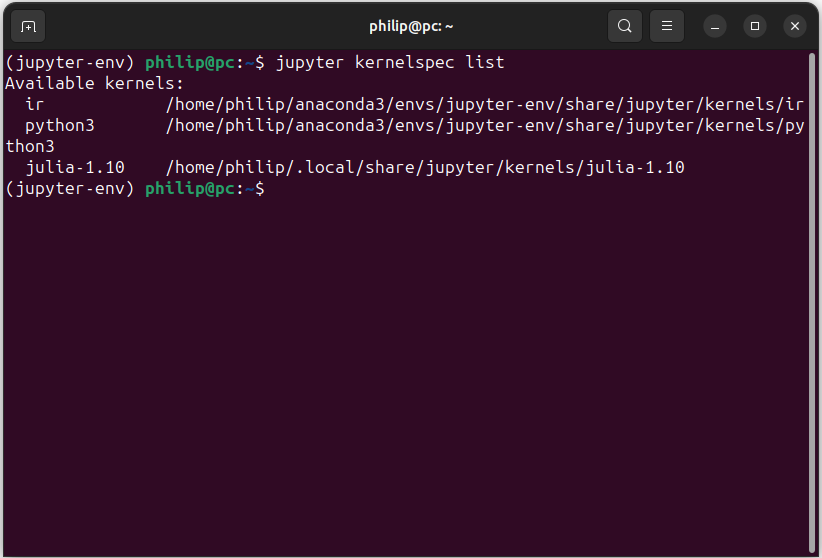 philip@pc: ~
(jupyter-env) philip@pc:~$ jupyter kernelspec list
Available kernels:
  ir            /home/philip/anaconda3/envs/jupyter-env/share/jupyter/kernels/ir
  python3       /home/philip/anaconda3/envs/jupyter-env/share/jupyter/kernels/py
thon3
  julia-1.10    /home/philip/.local/share/jupyter/kernels/julia-1.10
(jupyter-env) philip@pc:~$